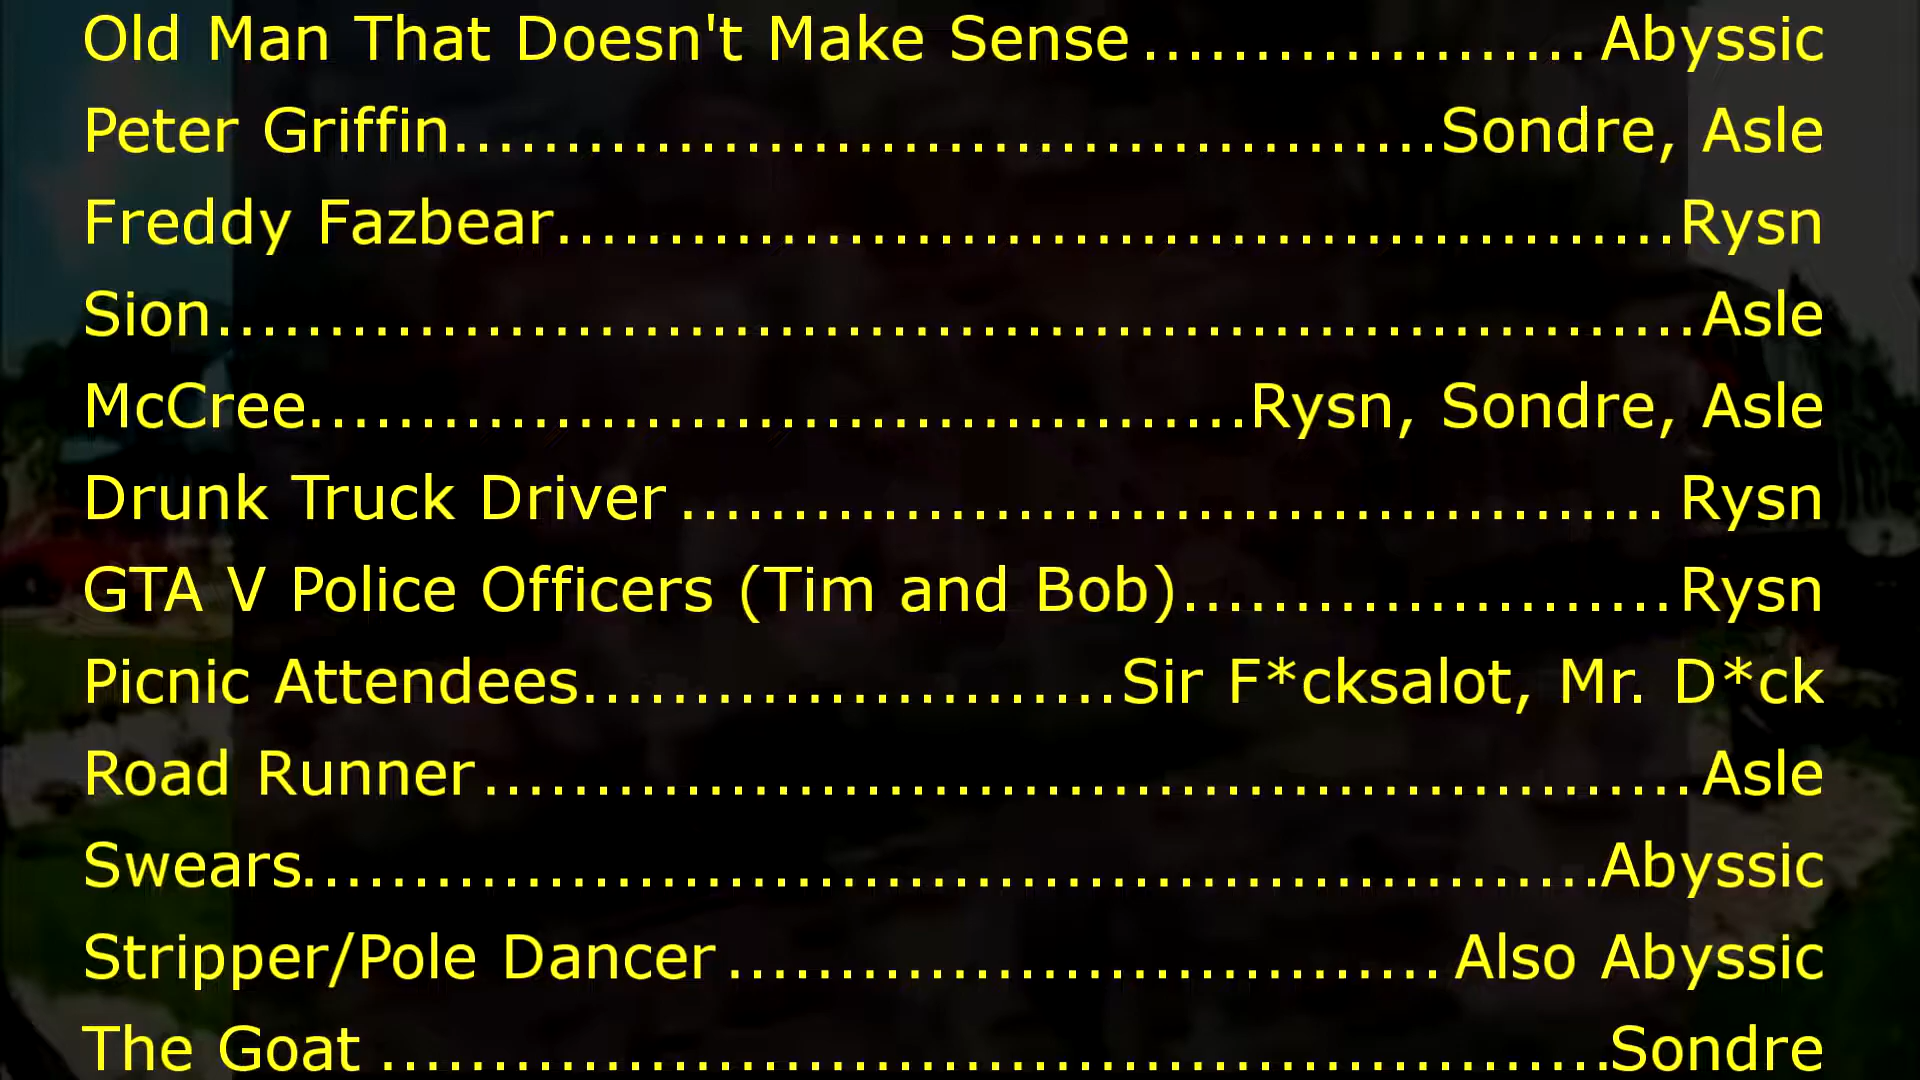 Old Man That Doesn't Make Sense.................... Abyssic
Peter Griffin............................................Sondre, Asle
Freddy Fazbear..................................................Rysn
Sion..................................................................Asle
McCree..........................................Rysn, Sondre, Asle
Drunk Truck Driver ............................................ Rysn
GTA V Police Officers (Tim and Bob)......................Rysn
Picnic Attendees........................Sir F*cksalot, Mr. D*ck
Road Runner......................................................Asle
Swears..........................................................Abyssic
Stripper/Pole Dancer ................................ Also Abyssic
The Goat .......................................................Sondre